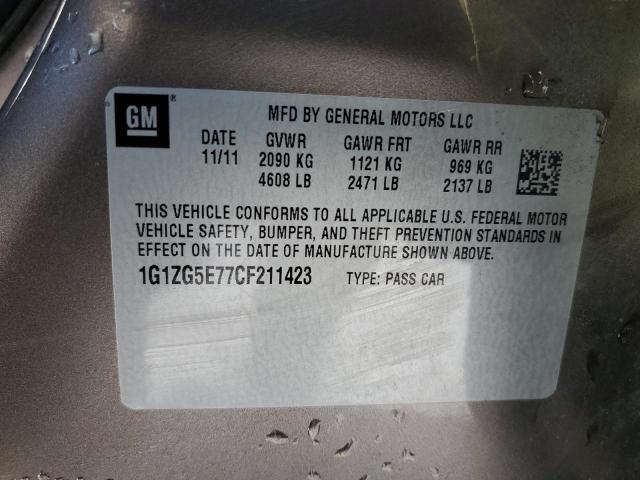 GM®
MFD BY GENERAL MOTORS LLC
DATE GVWR GAWR FRT GAWR RR
11/11 2090 KG 1121 KG 969 KG
4608 LB 2471 LB 2137 LB
THIS VEHICLE CONFORMS TO ALL APPLICABLE U.S. FEDERAL MOTOR
VEHICLE SAFETY, BUMPER, AND THEFT PREVENTION STANDARDS IN
EFFECT ON THE DATE OF MANUFACTURE SHOWN ABOVE.
1G1ZG5E77CF211423 TYPE: PASS CAR